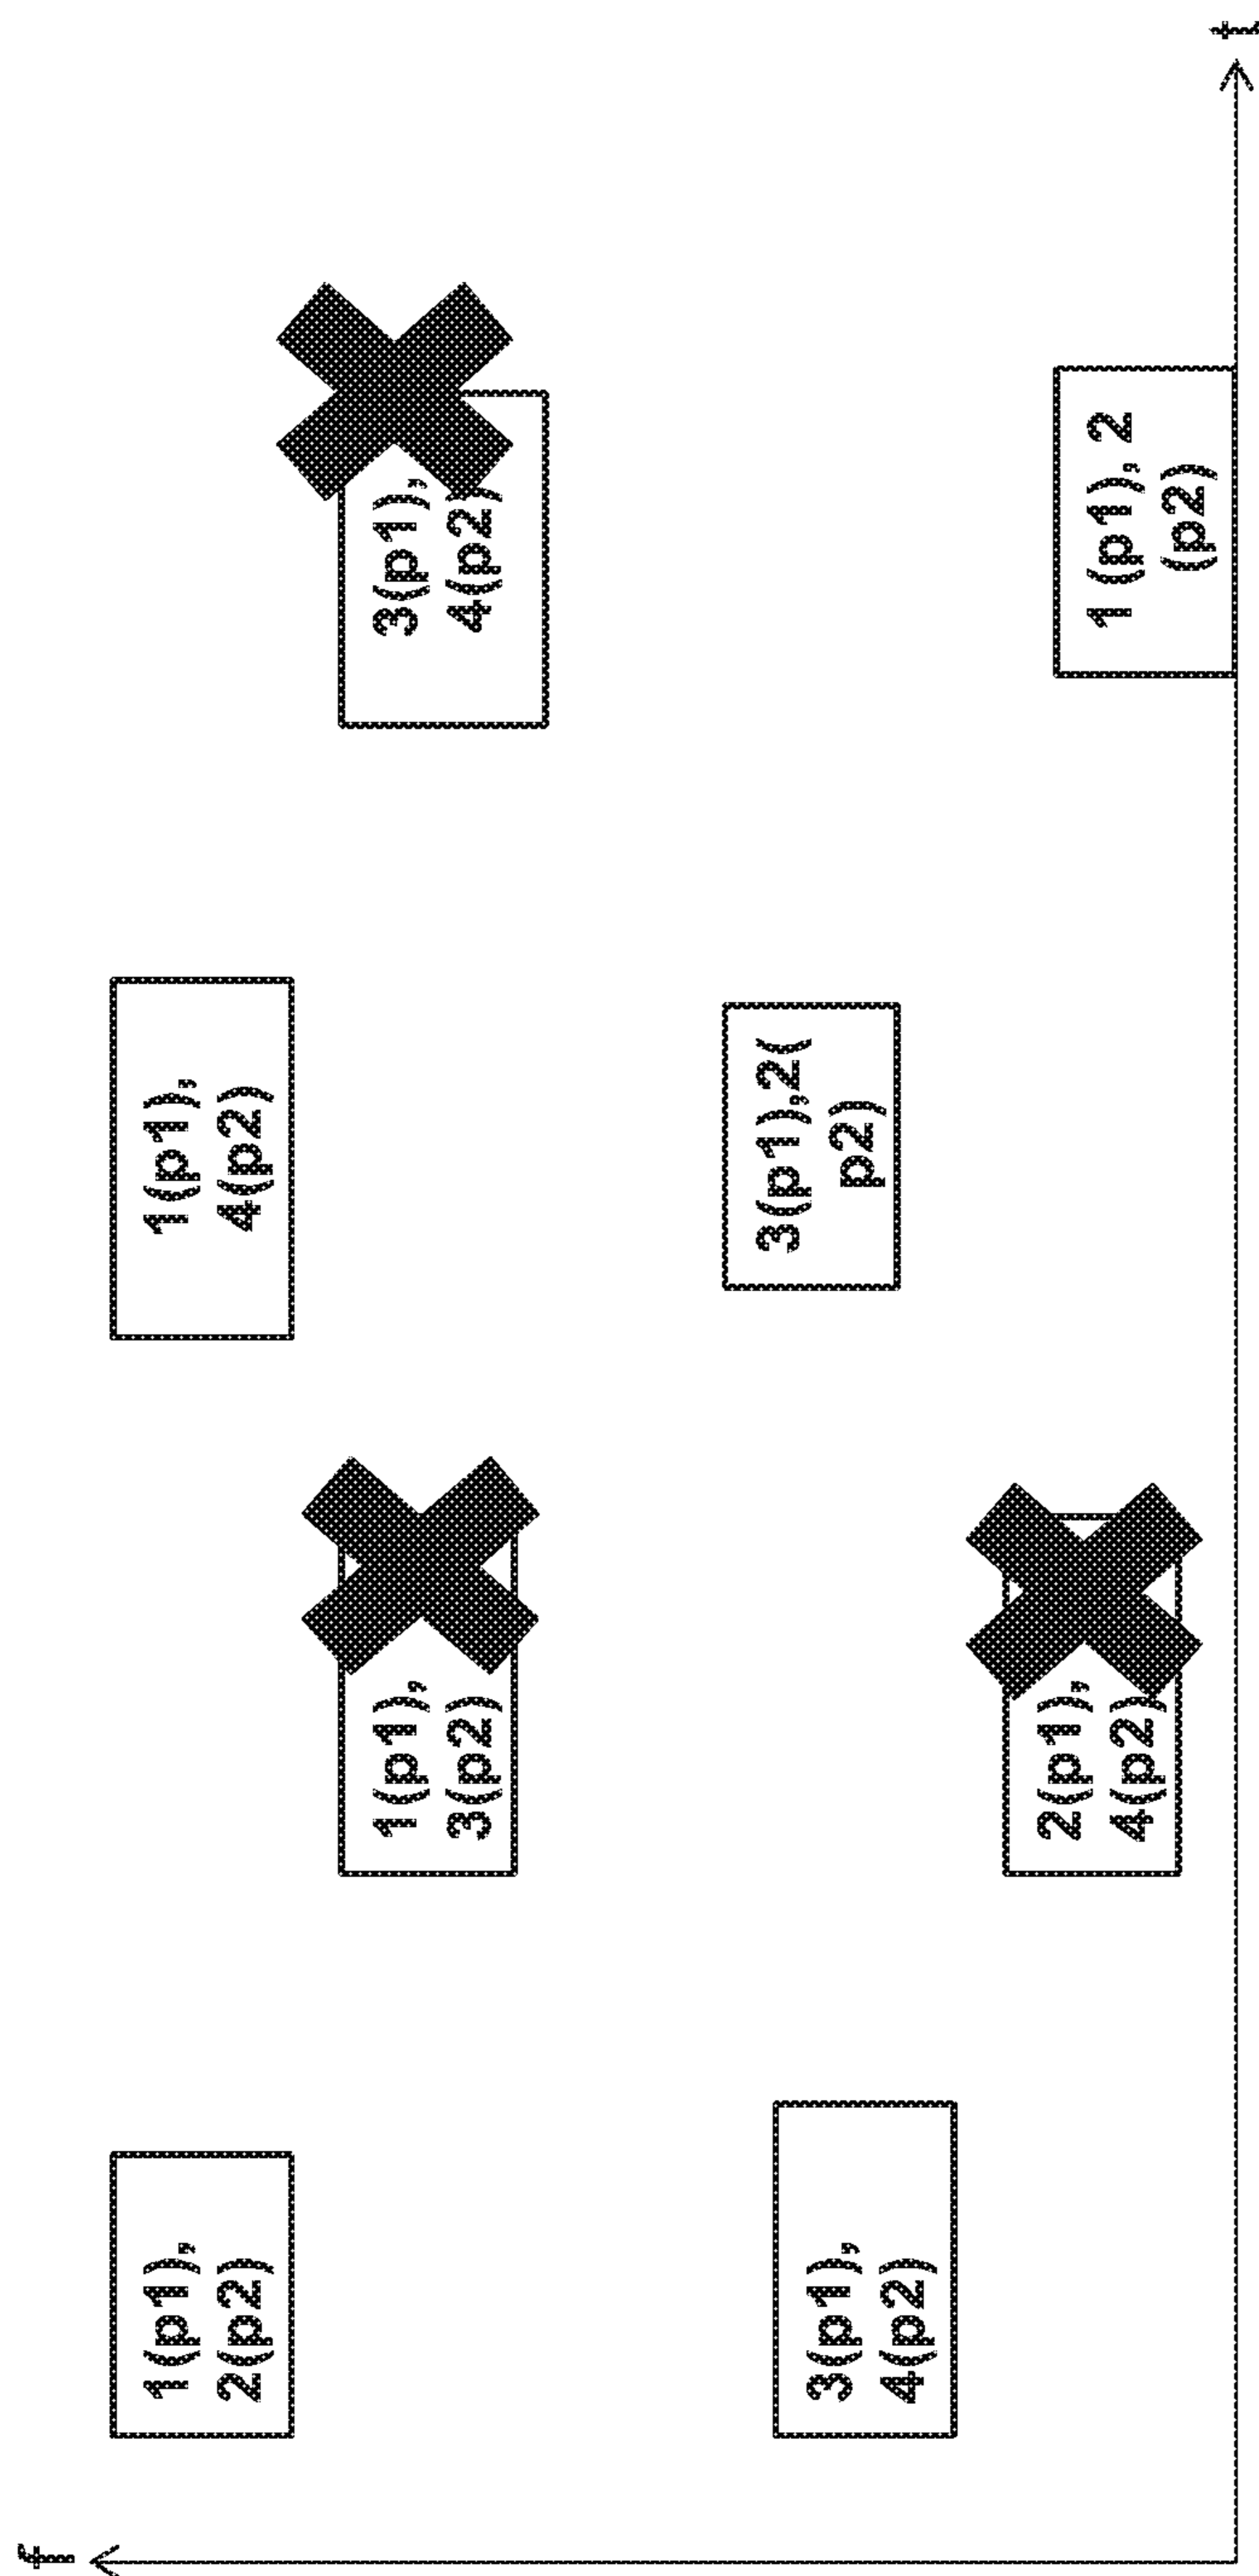 f
1(p1),
2(p2)
1(p1),
3(p2)
1(p1),
4(p2)
3(p1),
4(p2)
3(p1),
4(p2)
2(p1),
4(p2)
3(p1),2(
p2)
1 (p1), 2
(p2)
t